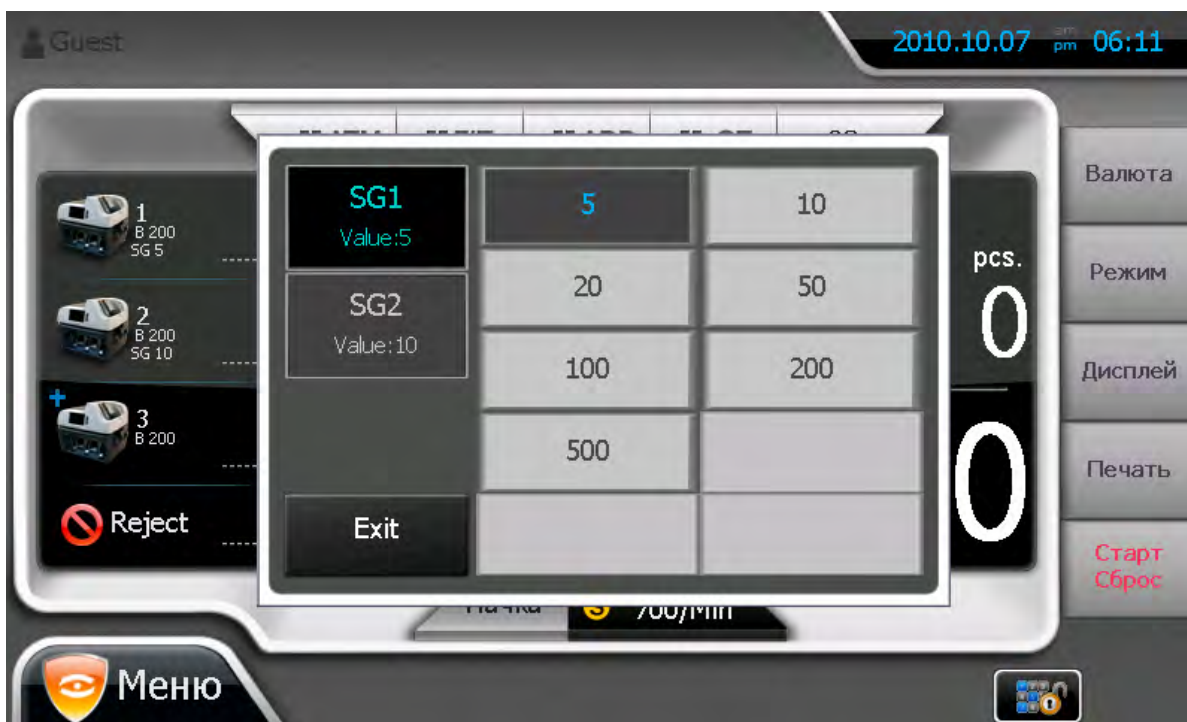 Guest
2010.10.07 am pm 06:11
1
B 200
SG 5
2
B 200
SG 10
3
B 200
Reject
SG1
Value:5
SG2
Value:10
Exit
5
10
20
50
100
200
500
pcs.
0
0
Валюта
Режим
Дисплей
Печать
Старт
Сброс
Пачка
700/Min
Меню